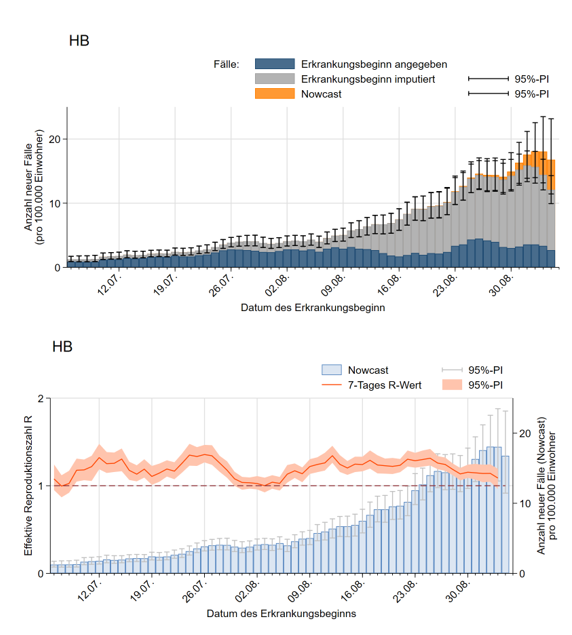 HB
Fälle:
Erkrankungsbeginn angegeben
Erkrankungsbeginn imputiert
95%-PI
Nowcast
95%-PI
Anzahl neuer Fälle
(pro 100.000 Einwohner)
20
10
0
12.07.
19.07.
26.07.
02.08.
09.08.
16.08.
23.08.
30.08.
Datum des Erkrankungsbeginn
HB
Nowcast
95%-PI
7-Tages R-Wert
95%-PI
Effektive Reproduktionszahl R
2
1
0
20
10
0
Anzahl neuer Fälle (Nowcast)
pro 100.000 Einwohner
12.07.
19.07.
26.07.
02.08.
09.08.
16.08.
23.08.
30.08.
Datum des Erkrankungsbeginns